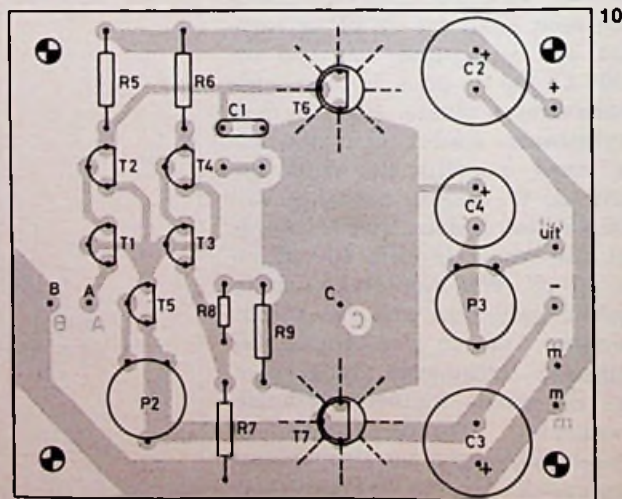 10
R5
R6
C1
T6
+
C2
+
T2
T4
+
C4
uit
T1
T3
B
A
T5
R8
R9
C
P3
-
B
A
C
m
P2
R7
T7
C3
+
m